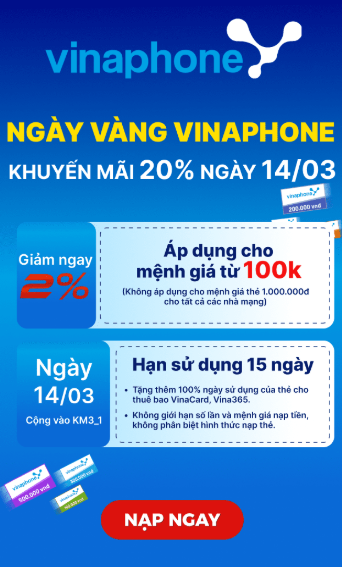 vinaphone
NGÀY VÀNG VINAPHONE
KHUYẾN MÃI 20% NGÀY 14/03
200.000 vnđ
Giảm ngay
2%
Áp dụng cho
mệnh giá từ 100k
(Không áp dụng cho mệnh giá thẻ 1.000.000đ
cho tất cả các nhà mạng)
Ngày
14/03
Cộng vào KM3_1
Hạn sử dụng 15 ngày
• Tặng thêm 100% ngày sử dụng của thẻ cho
thuê bao VinaCard, Vina365.
• Không giới hạn số lần và mệnh giá nạp tiền,
không phân biệt hình thức nạp thẻ.
500.000 vnđ
NẠP NGAY